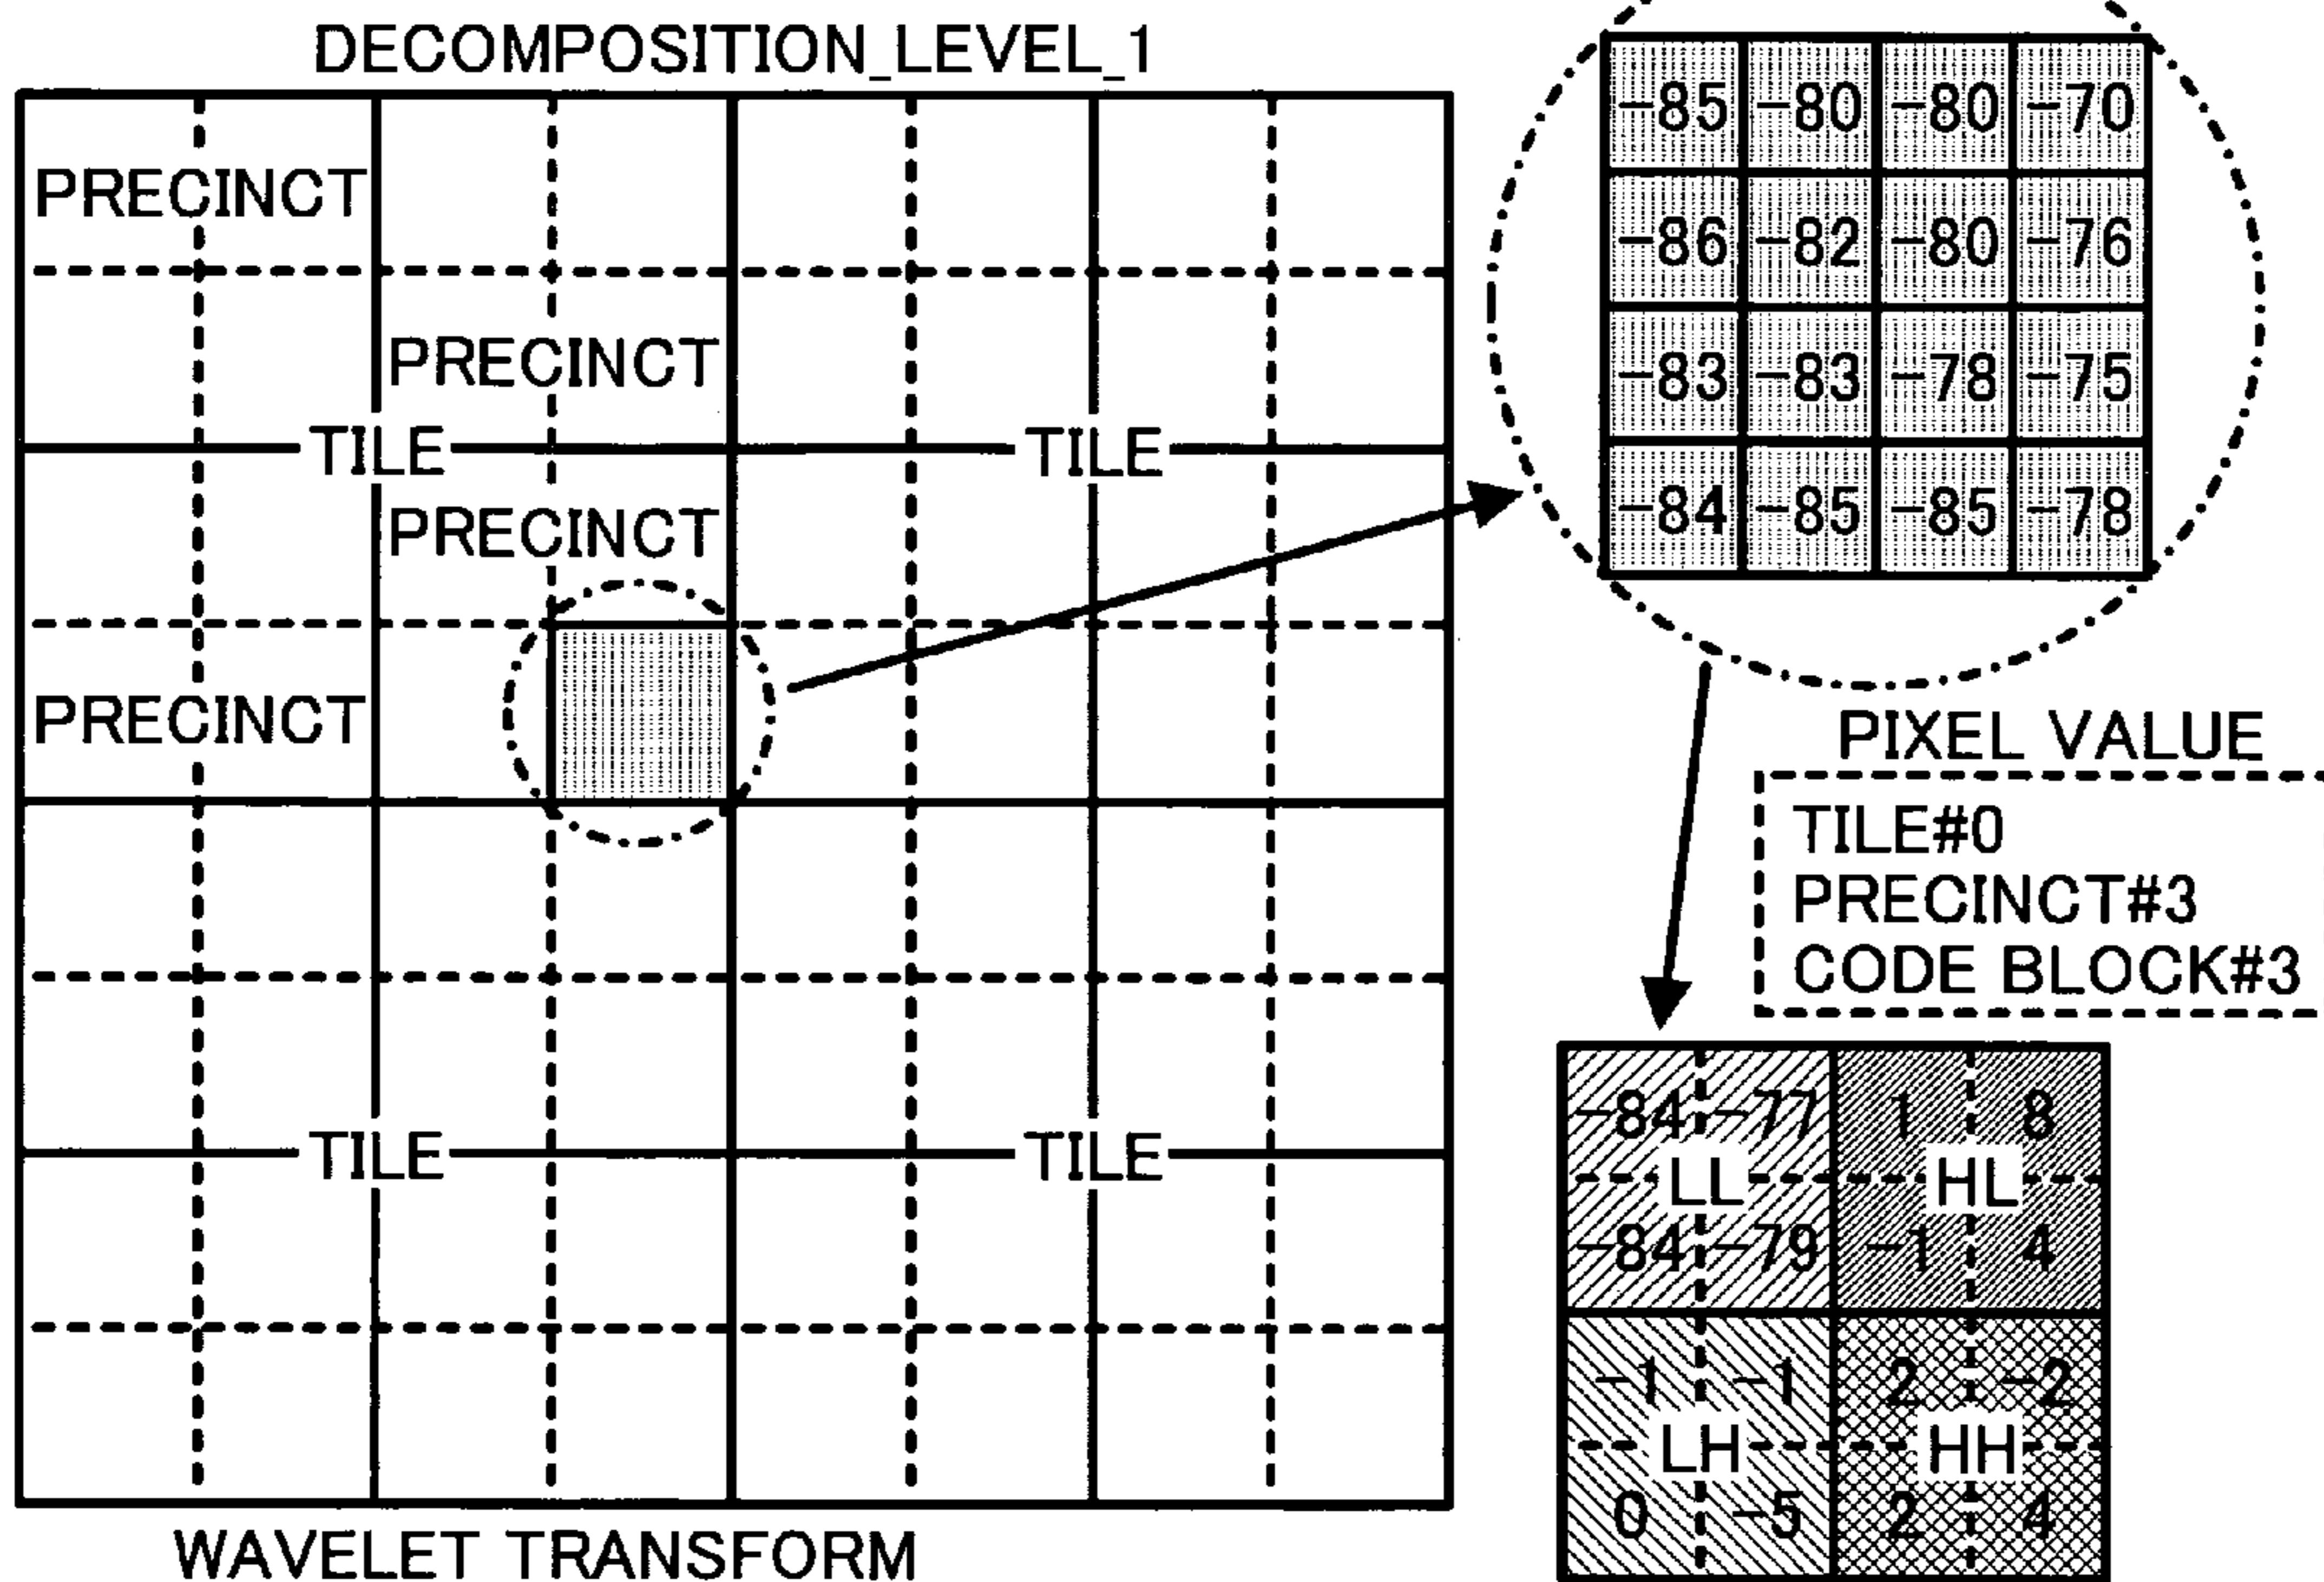 DECOMPOSITION_LEVEL_1
PRECINCT
PRECINCT
TILE TILE
PRECINCT
PRECINCT
TILE TILE
WAVELET TRANSFORM
-85 -80 -80 -70
-86 -82 -80 -76
-83 -83 -78 -75
-84 -85 -85 -78
PIXEL VALUE
TILE#0
PRECINCT#3
CODE BLOCK#3
-84 -77 1 8
LL HL
-84 -79 -1 4
-1 -1 2 -2
LH HH
0 -5 2 4